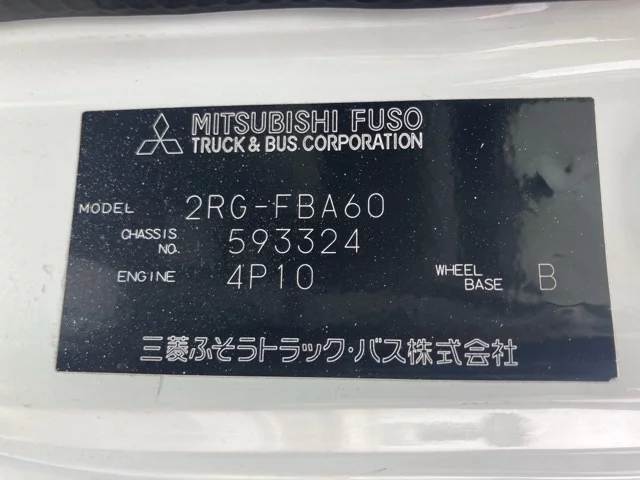 MITSUBISHI FUSO
TRUCK & BUS CORPORATION
MODEL 2RG-FBA60
CHASSIS NO. 593324
ENGINE 4P10 WHEEL BASE B
三菱ふそうトラック・バス株式会社